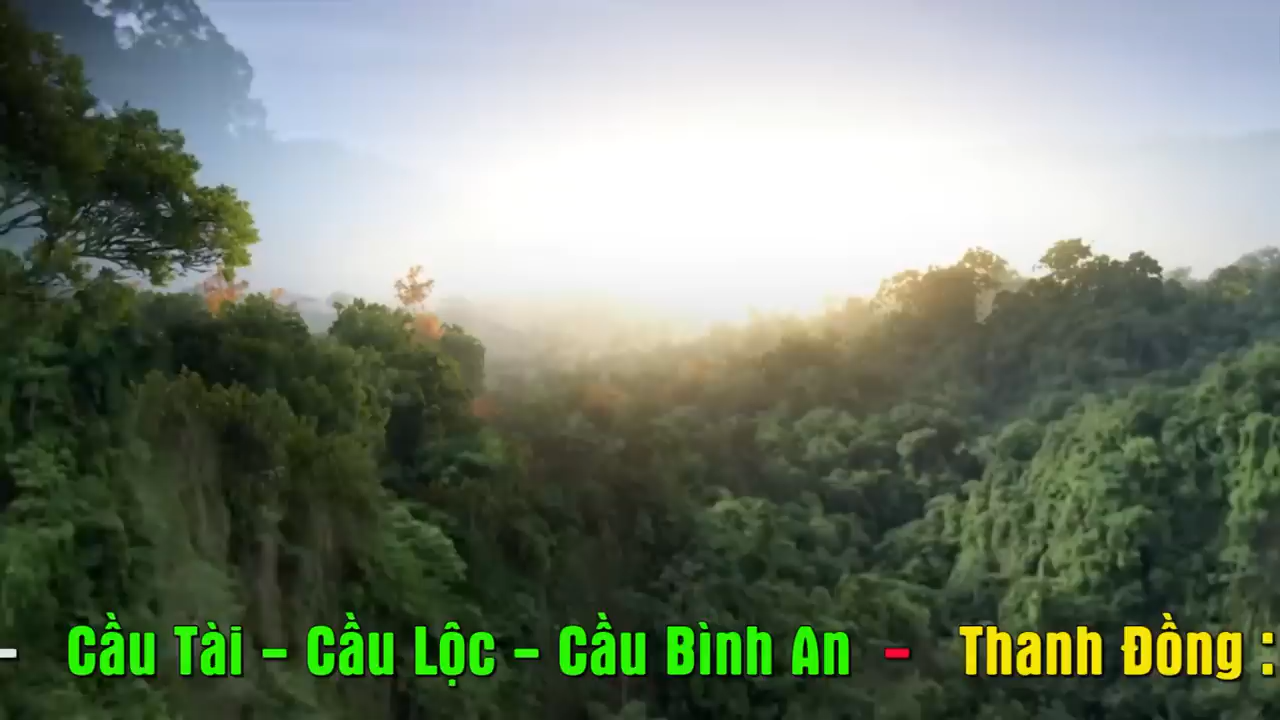 - Cầu Tài - Cầu Lộc - Cầu Bình An - Thanh Đồng :